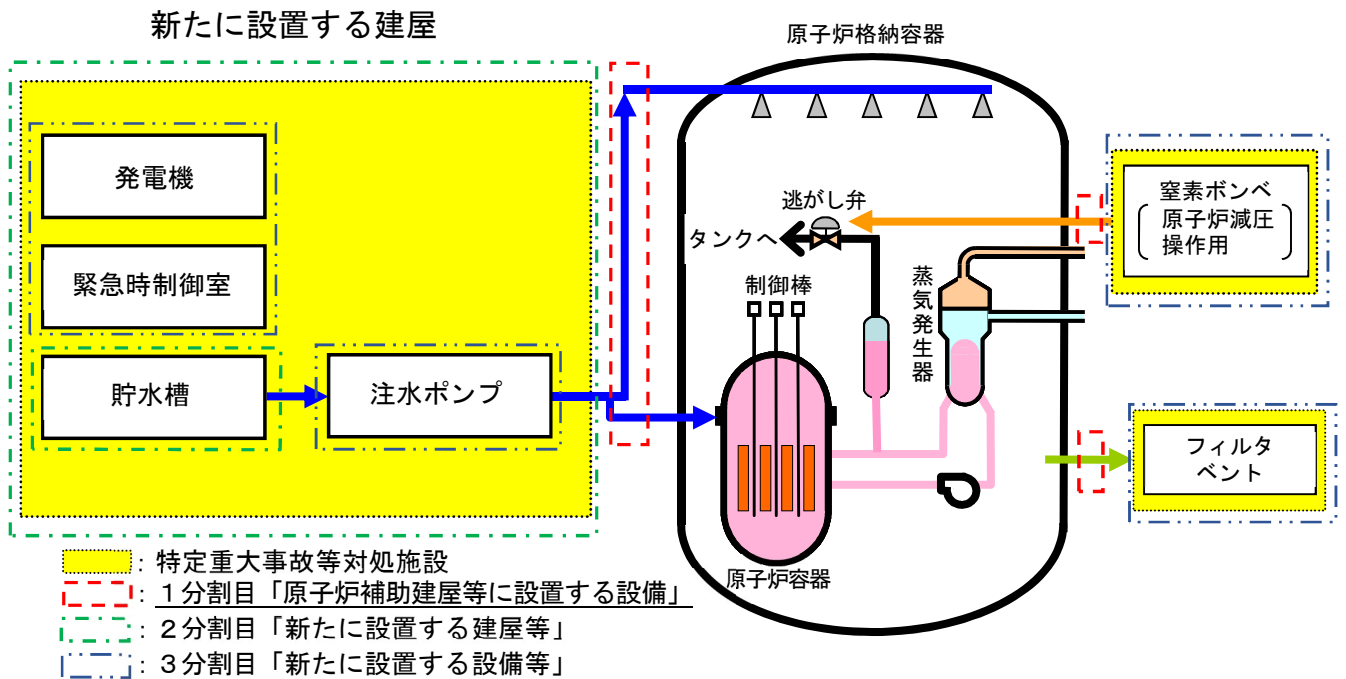 新たに設置する建屋
原子炉格納容器
発電機
緊急時制御室
貯水槽
注水ポンプ
逃がし弁
タンクへ
制御棒
蒸気発生器
原子炉容器
窒素ボンベ
原子炉減圧
操作用
フィルタ
ベント
:特定重大事故等対処施設
:１分割目「原子炉補助建屋等に設置する設備」
:２分割目「新たに設置する建屋等」
:３分割目「新たに設置する設備等」